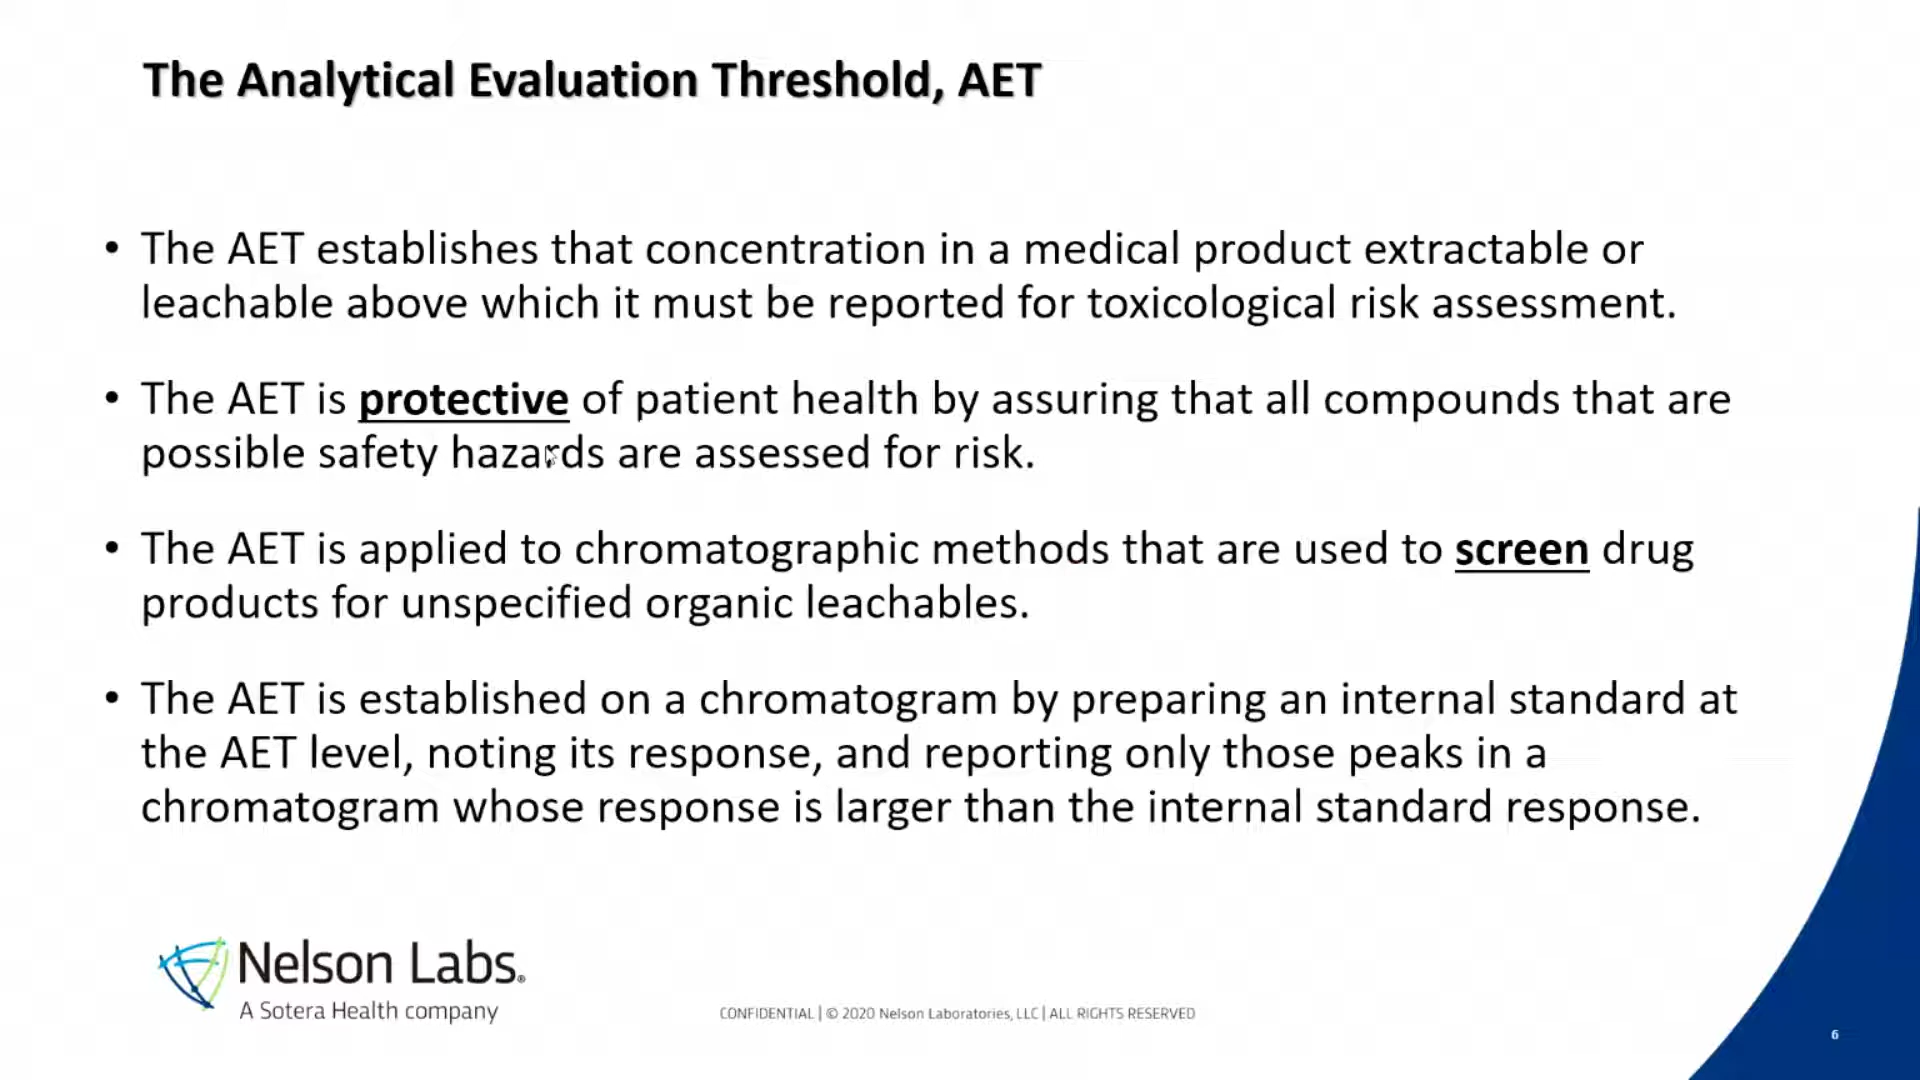 The Analytical Evaluation Threshold, AET
• The AET establishes that concentration in a medical product extractable or
leachable above which it must be reported for toxicological risk assessment.
• The AET is protective of patient health by assuring that all compounds that are
possible safety hazards are assessed for risk.
• The AET is applied to chromatographic methods that are used to screen drug
products for unspecified organic leachables.
• The AET is established on a chromatogram by preparing an internal standard at
the AET level, noting its response, and reporting only those peaks in a
chromatogram whose response is larger than the internal standard response.
Nelson Labs®
A Sotera Health company
CONFIDENTIAL | © 2020 Nelson Laboratories, LLC | ALL RIGHTS RESERVED
6